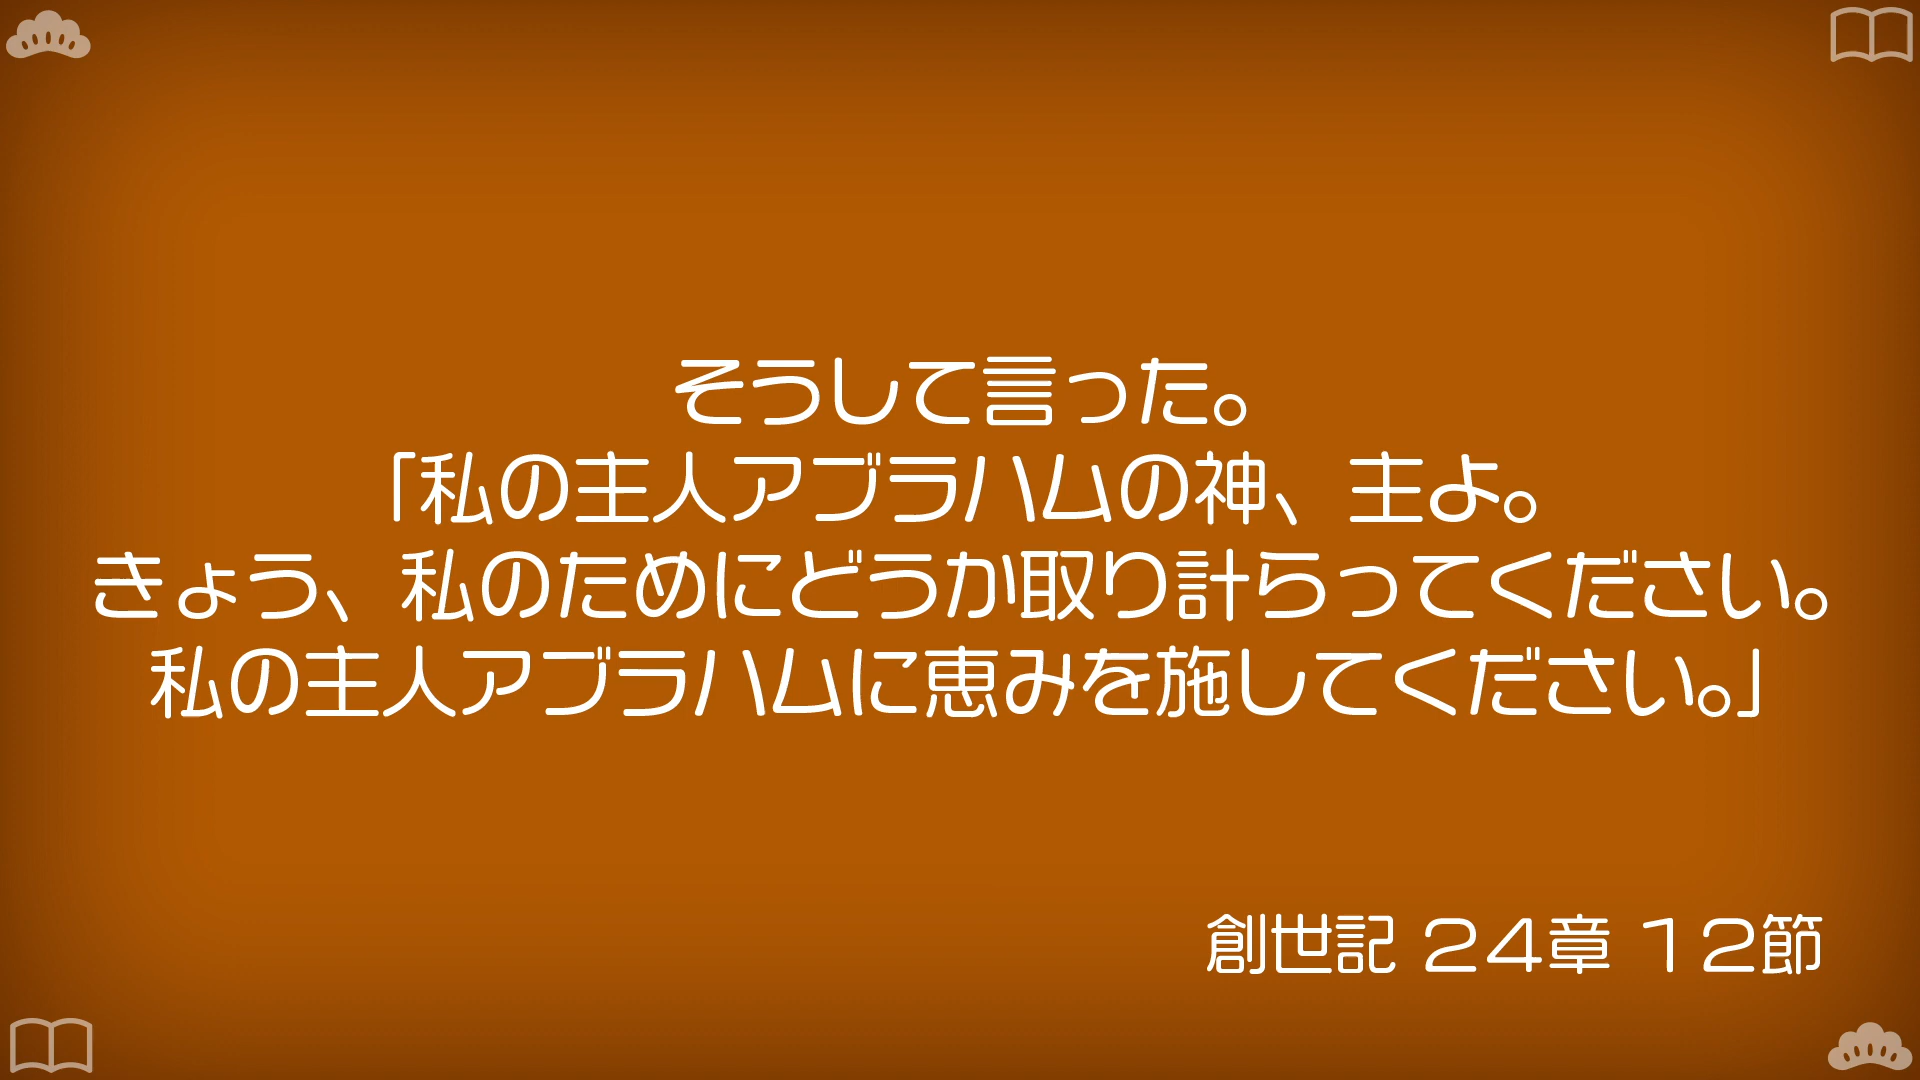 そうして言った。
「私の主人アブラハムの神、主よ。
きょう、私のためにどうか取り計らってください。
私の主人アブラハムに恵みを施してください。」
創世記 24章 12節